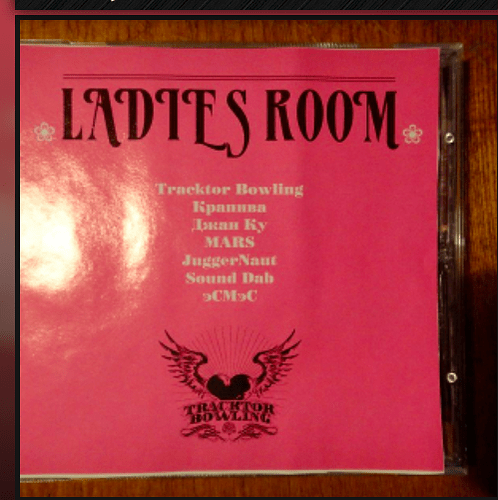 LADIES ROOM
Tracktor Bowling
Крапива
Джан Ку
MARS
JuggerNaut
Sound Dab
эСМэС
TRACKTOR
BOWLING